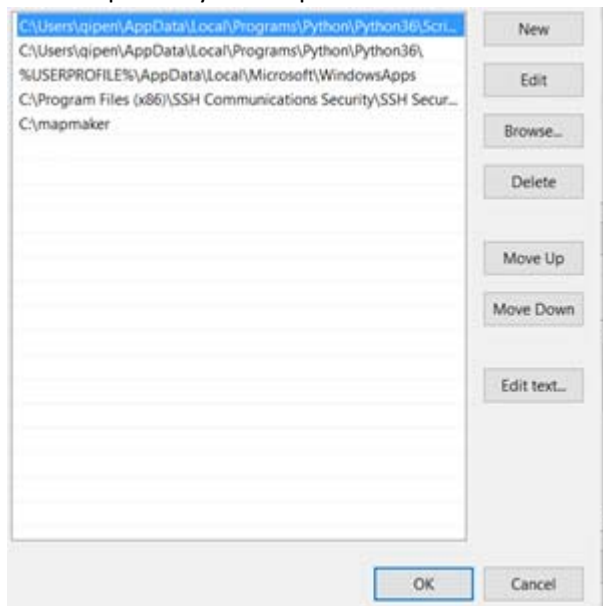 C:\Users\qipen\AppData\Local\Programs\Python\Python36\Scri...
C:\Users\qipen\AppData\Local\Programs\Python\Python36\
%USERPROFILE%\AppData\Local\Microsoft\WindowsApps
C:\Program Files (x86)\SSH Communications Security\SSH Secur...
C:\mapmaker
New
Edit
Browse...
Delete
Move Up
Move Down
Edit text...
OK
Cancel